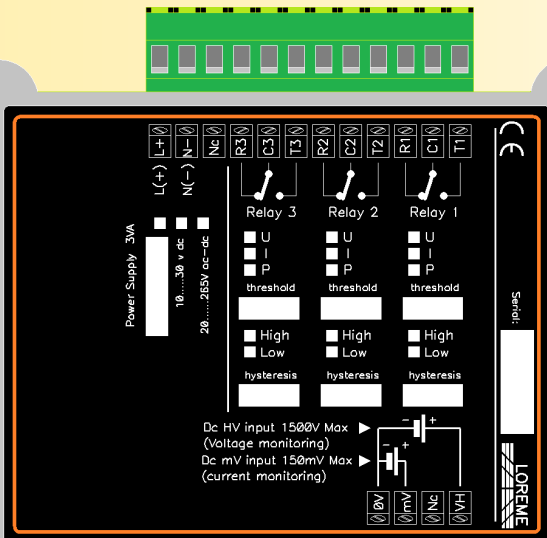 L+ N- Nc R3 C3 T3 R2 C2 T2 R1 C1 T1
L(+) N(-)
CE
Relay 3 Relay 2 Relay 1
Power Supply 3VA
10....30 v dc
20......265V ac-dc
U U U
I I I
P P P
threshold threshold threshold
High High High
Low Low Low
hysteresis hysteresis hysteresis
Serial:
Dc HV input 1500V Max
(Voltage monitoring)
- +
Dc mV input 150mV Max
(current monitoring)
- +
0V mV Nc VH
LOREME